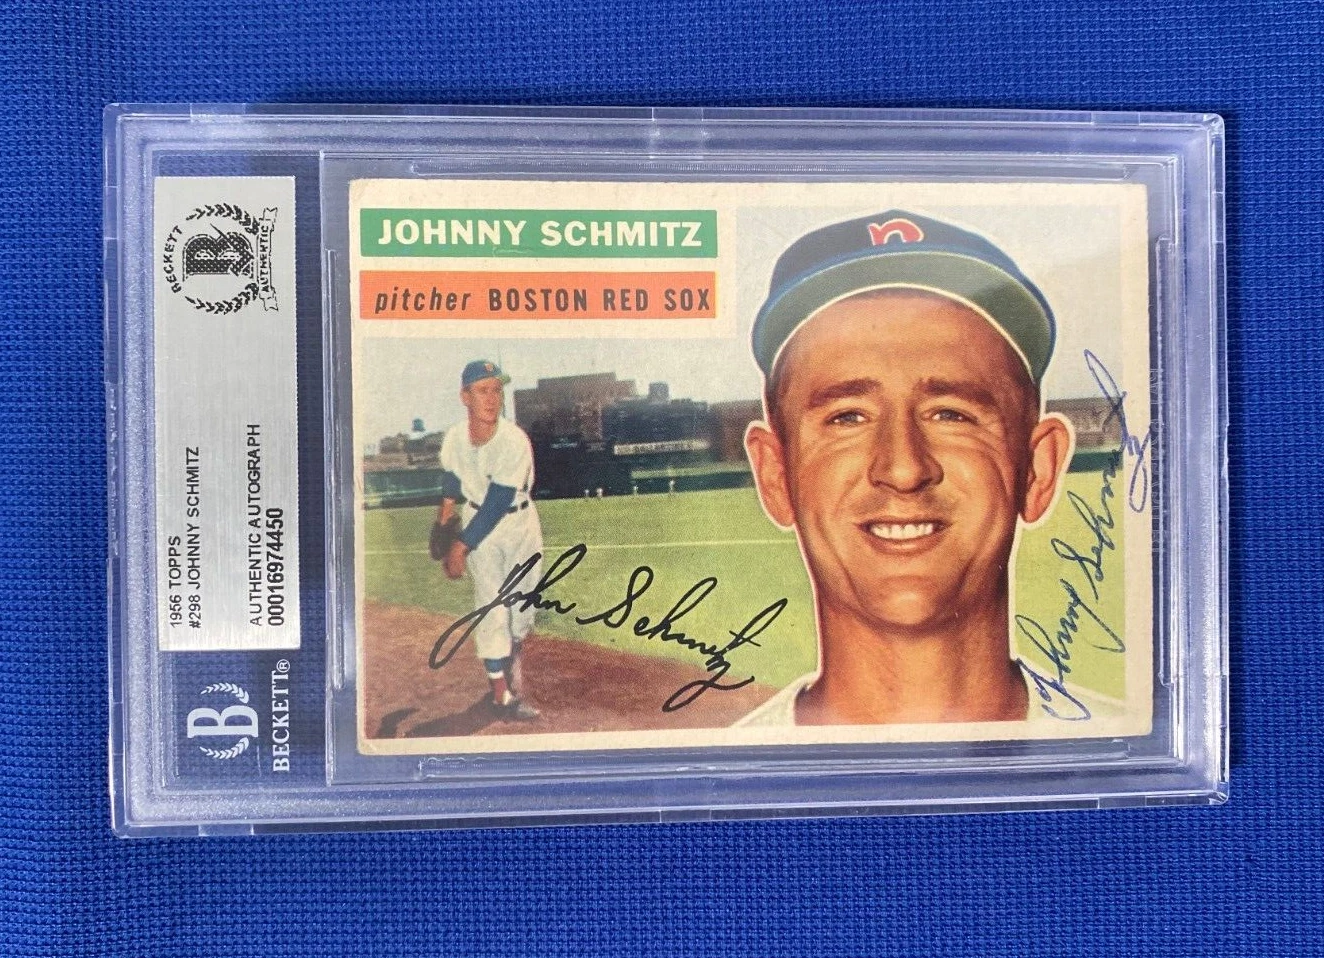 BECKETT
B
AUTHENTIC
1956 TOPPS
#298 JOHNNY SCHMITZ
AUTHENTIC AUTOGRAPH
00016974450
B
BECKETT®
JOHNNY SCHMITZ
pitcher BOSTON RED SOX
B
John Schmitz
Johnny Schmitz